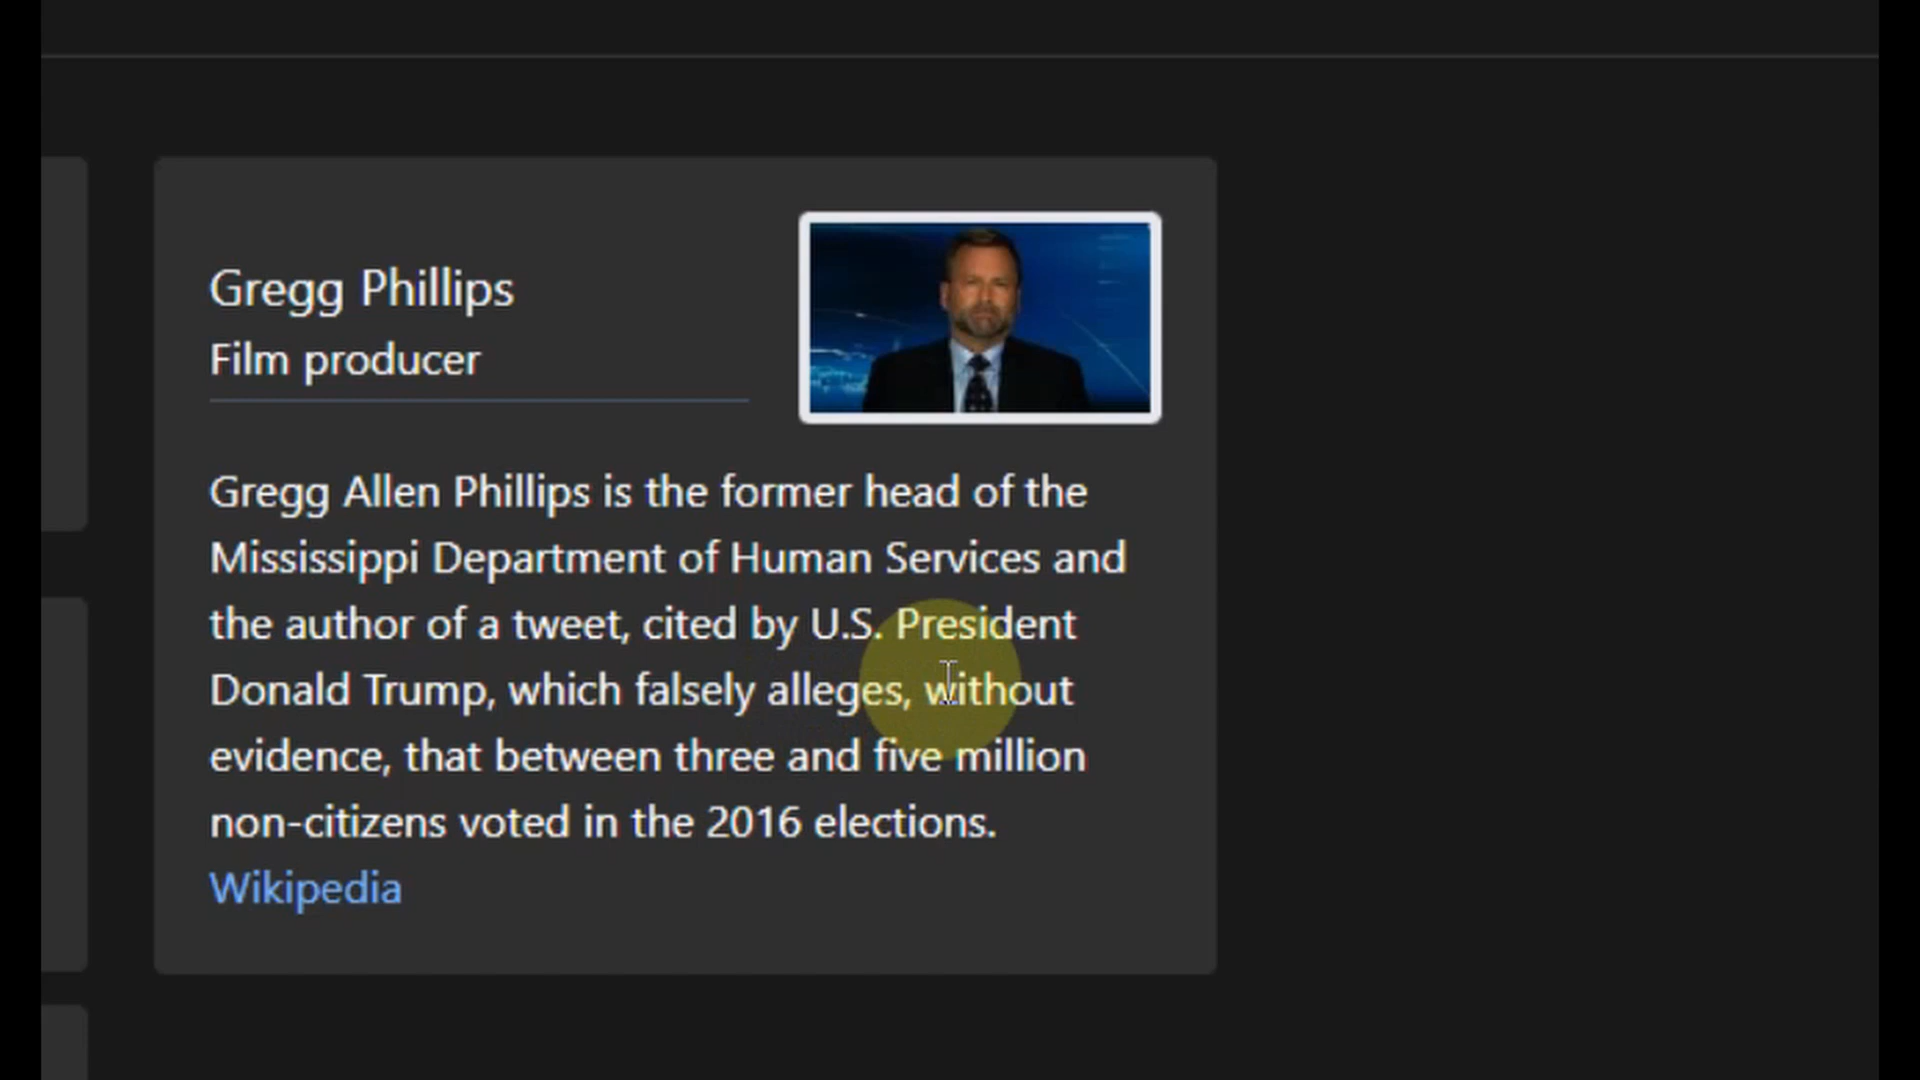 Gregg Phillips
Film producer
Gregg Allen Phillips is the former head of the
Mississippi Department of Human Services and
the author of a tweet, cited by U.S. President
Donald Trump, which falsely alleges, without
evidence, that between three and five million
non-citizens voted in the 2016 elections.
Wikipedia